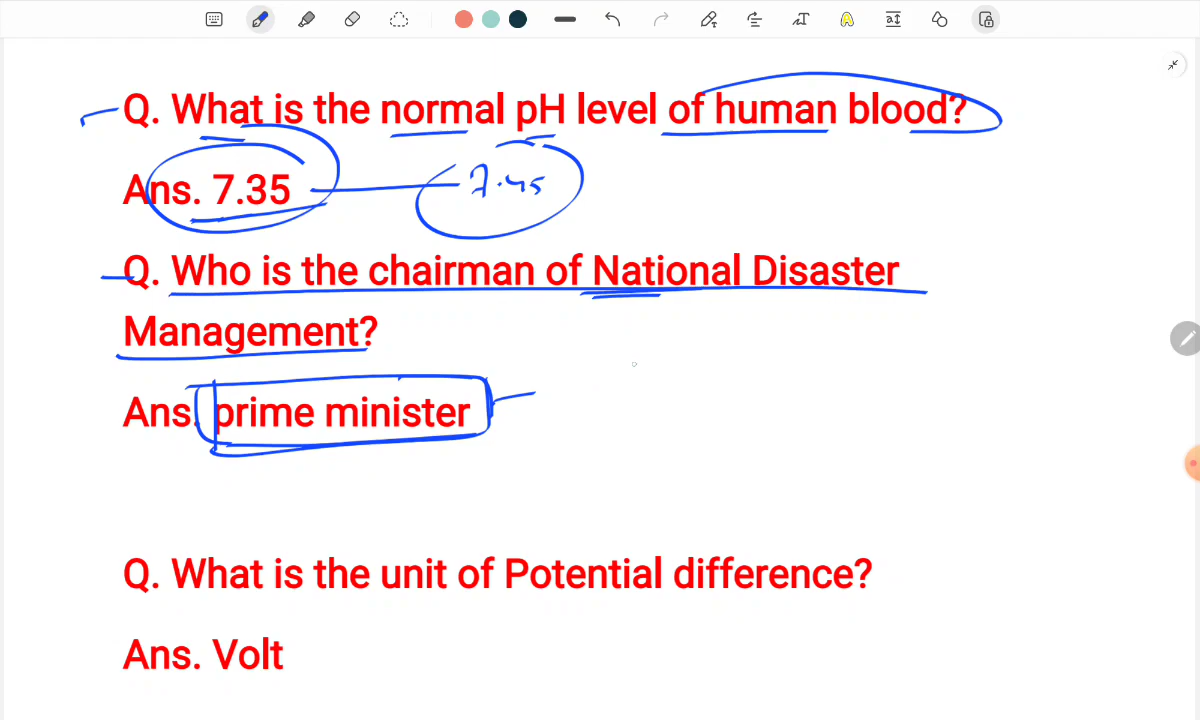 Q. What is the normal pH level of human blood?
Ans. 7.35 7.45
Q. Who is the chairman of National Disaster
Management?
Ans. prime minister
Q. What is the unit of Potential difference?
Ans. Volt